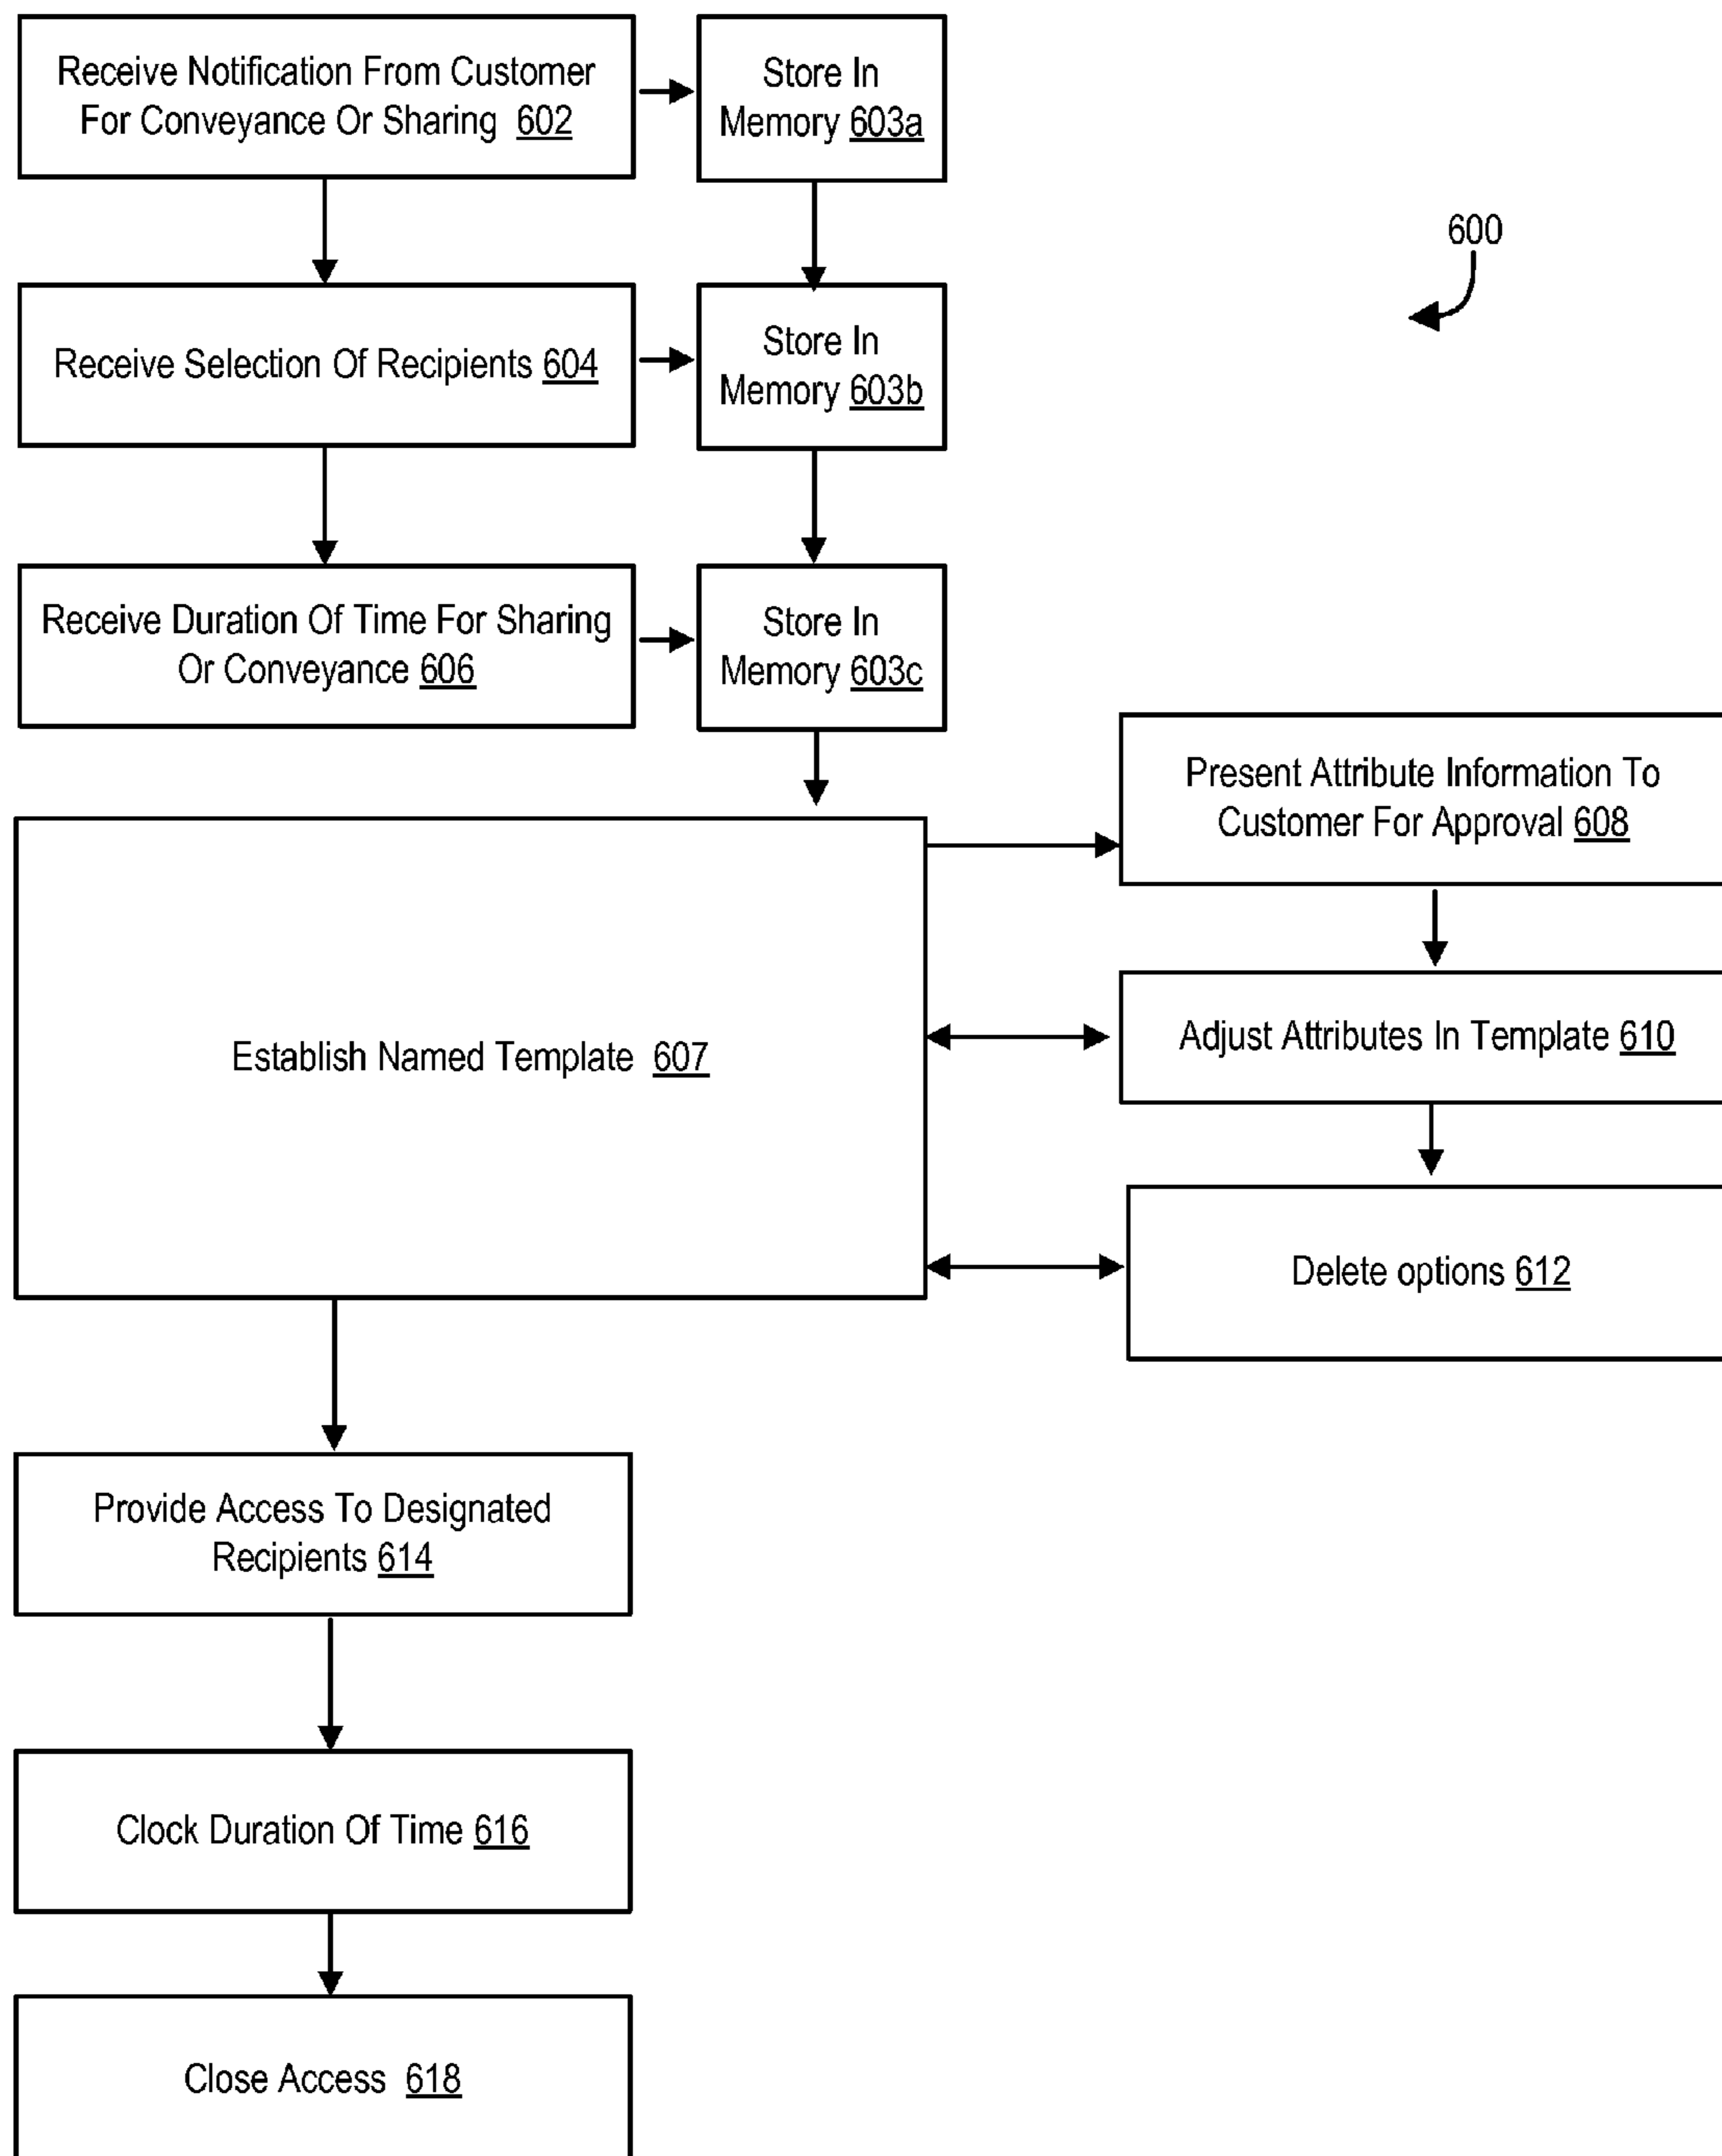 Receive Notification From Customer
For Conveyance Or Sharing 602
Store In
Memory 603a
600
Receive Selection Of Recipients 604
Store In
Memory 603b
Receive Duration Of Time For Sharing
Or Conveyance 606
Store In
Memory 603c
Present Attribute Information To
Customer For Approval 608
Establish Named Template 607
Adjust Attributes In Template 610
Delete options 612
Provide Access To Designated
Recipients 614
Clock Duration Of Time 616
Close Access 618